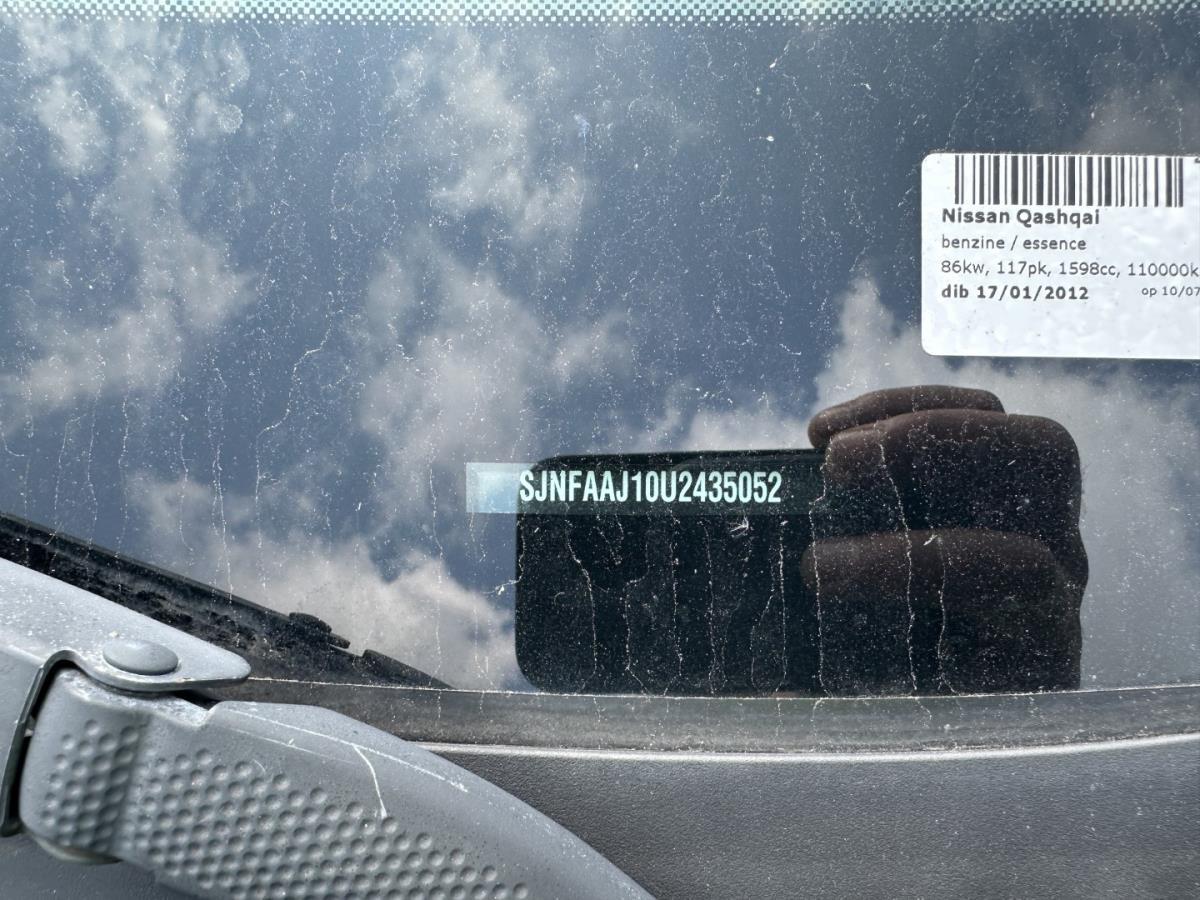 Nissan Qashqai
benzine / essence
86kw, 117pk, 1598cc, 110000k
dib 17/01/2012 op 10/07
SJNFAAJ10U2435052